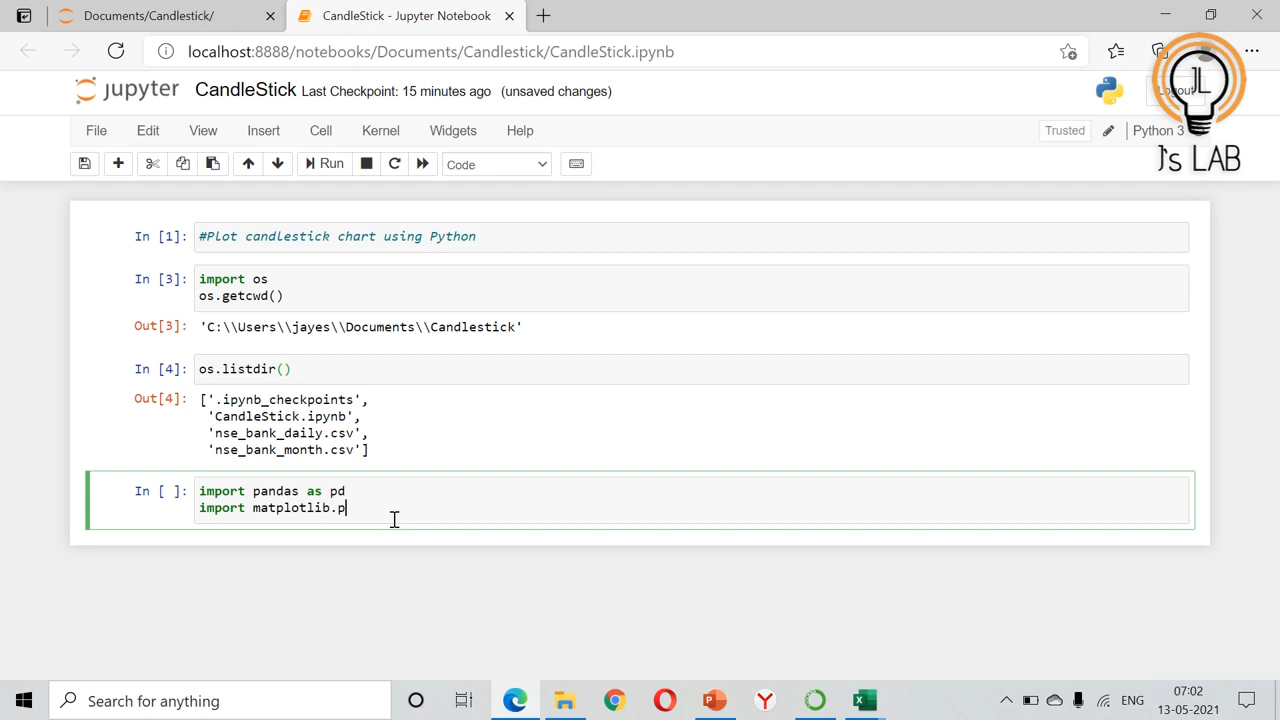 Documents/Candlestick/
CandleStick - Jupyter Notebook
localhost:8888/notebooks/Documents/Candlestick/CandleStick.ipynb
jupyter CandleStick Last Checkpoint: 15 minutes ago (unsaved changes)
Logout
JL
J's LAB
File Edit View Insert Cell Kernel Widgets Help
Trusted
Python 3
Run
Code
In [1]: #Plot candlestick chart using Python
In [3]: import os
os.getcwd()
Out[3]: 'C:\\Users\\jayes\\Documents\\Candlestick'
In [4]: os.listdir()
Out[4]: ['.ipynb_checkpoints',
'CandleStick.ipynb',
'nse_bank_daily.csv',
'nse_bank_month.csv']
In [ ]: import pandas as pd
import matplotlib.p
Search for anything
ENG
07:02
13-05-2021